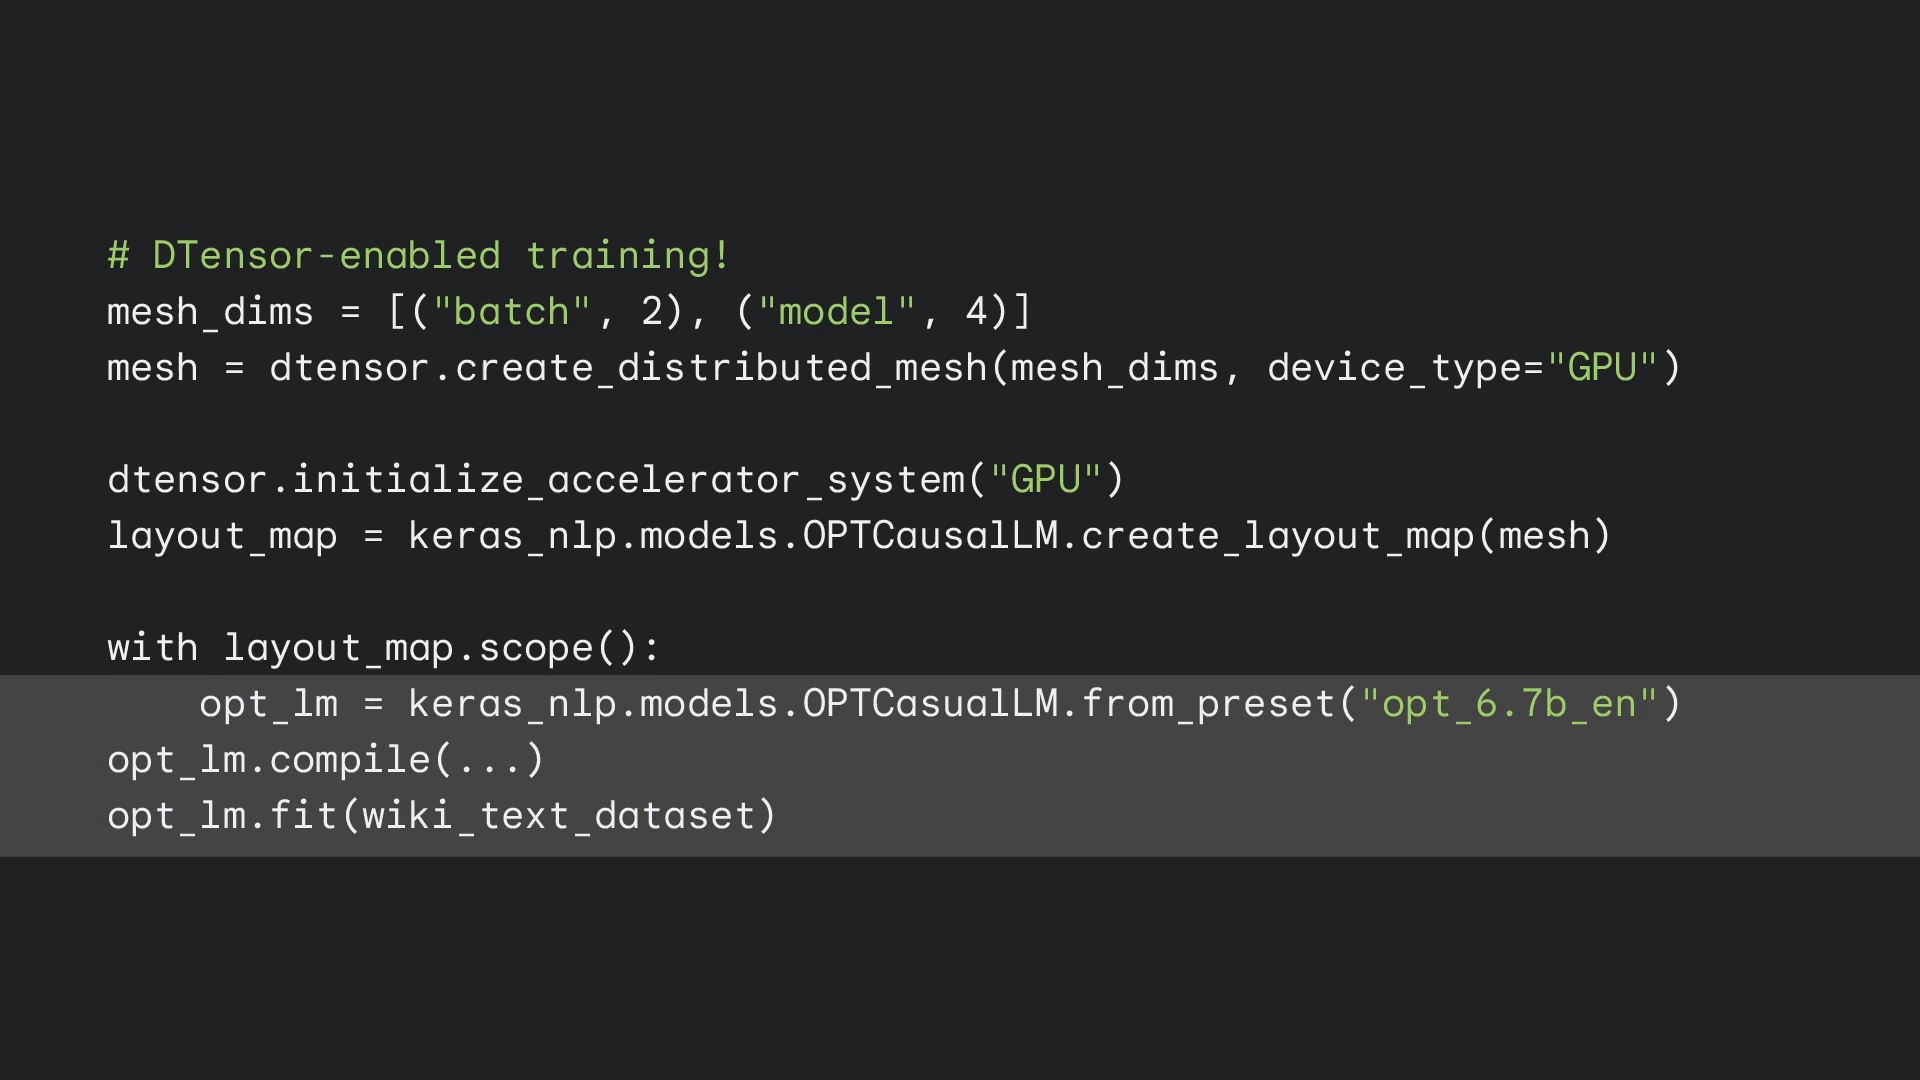 # DTensor-enabled training!
mesh_dims = [("batch", 2), ("model", 4)]
mesh = dtensor.create_distributed_mesh(mesh_dims, device_type="GPU")
dtensor.initialize_accelerator_system("GPU")
layout_map = keras_nlp.models.OPTCausalLM.create_layout_map(mesh)
with layout_map.scope():
    opt_lm = keras_nlp.models.OPTCasualLM.from_preset("opt_6.7b_en")
opt_lm.compile(...)
opt_lm.fit(wiki_text_dataset)